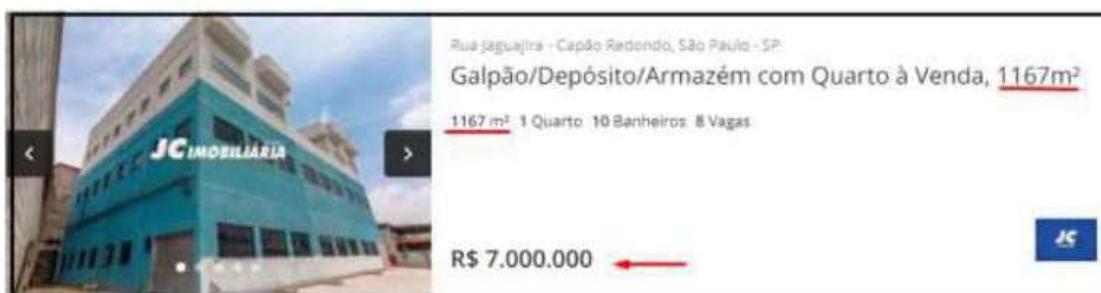 Rua Jaguajira - Capão Redondo, São Paulo - SP
Galpão/Depósito/Armazém com Quarto à Venda, 1167m²
1167 m² 1 Quarto 10 Banheiros 8 Vagas
JC IMOBILIÁRIA
R$ 7.000.000
JC